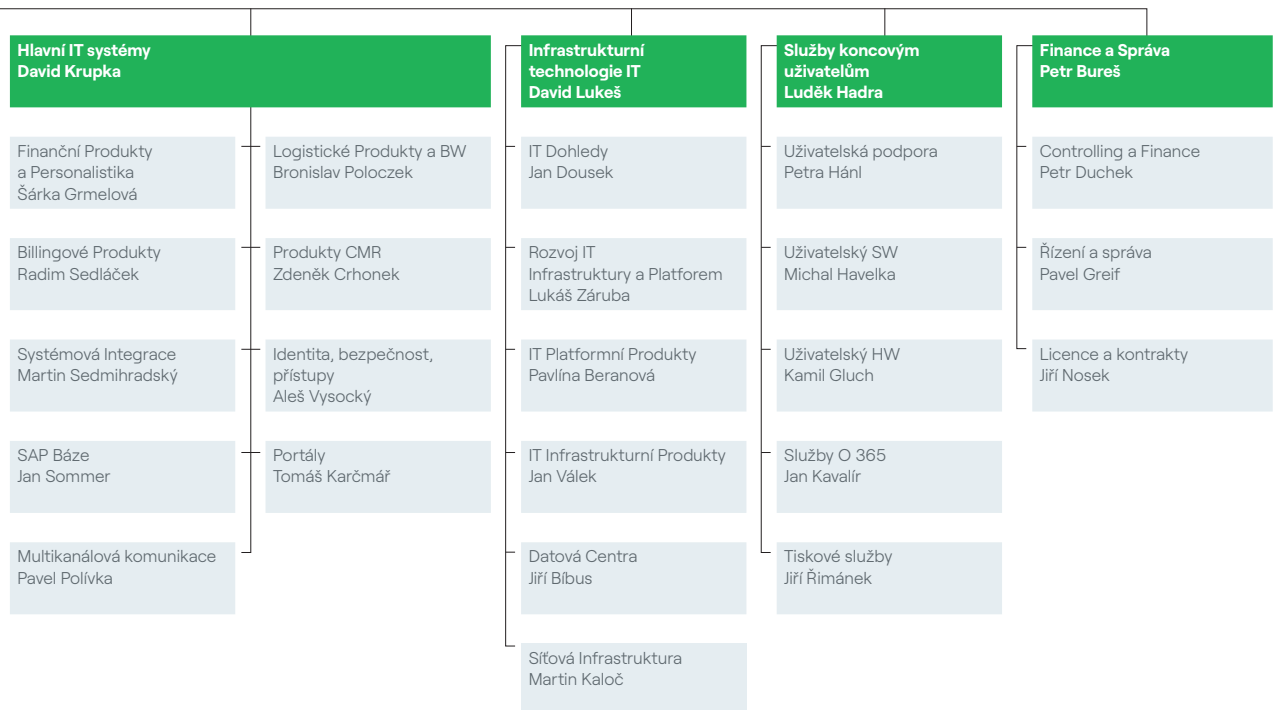 Hlavní IT systémy
David Krupka
Finanční Produkty
a Personalistika
Šárka Grmelová
Billingové Produkty
Radim Sedláček
Systémová Integrace
Martin Sedmihradský
SAP Báze
Jan Sommer
Multikanálová komunikace
Pavel Polívka
Logistické Produkty a BW
Bronislav Poloczek
Produkty CMR
Zdeněk Crhonek
Identita, bezpečnost,
přístupy
Aleš Vysocký
Portály
Tomáš Karčmář
Infrastrukturní
technologie IT
David Lukeš
IT Dohledy
Jan Dousek
Rozvoj IT
Infrastruktury a Platforem
Lukáš Záruba
IT Platformní Produkty
Pavlína Beranová
IT Infrastrukturní Produkty
Jan Válek
Datová Centra
Jiří Bíbus
Síťová Infrastruktura
Martin Kaloč
Služby koncovým
uživatelům
Luděk Hadra
Uživatelská podpora
Petra Hánl
Uživatelský SW
Michal Havelka
Uživatelský HW
Kamil Gluch
Služby O 365
Jan Kavalír
Tiskové služby
Jiří Řimánek
Finance a Správa
Petr Bureš
Controlling a Finance
Petr Duchek
Řízení a správa
Pavel Greif
Licence a kontrakty
Jiří Nosek